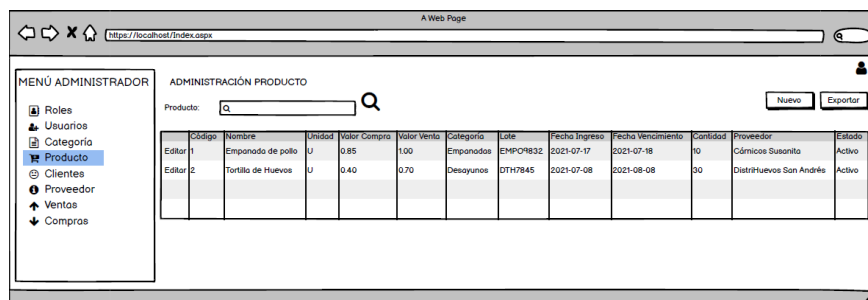 A Web Page
https://localhost/Index.aspx
MENÚ ADMINISTRADOR
Roles
Usuarios
Categoría
Producto
Clientes
Proveedor
Ventas
Compras
ADMINISTRACIÓN PRODUCTO
Producto:
Nuevo Exportar
Código Nombre Unidad Valor Compra Valor Venta Categoría Lote Fecha Ingreso Fecha Vencimiento Cantidad Proveedor Estado
Editar 1 Empanada de pollo U 0.85 1.00 Empanadas EMPO9832 2021-07-17 2021-07-18 10 Cárnicos Susanita Activo
Editar 2 Tortilla de Huevos U 0.40 0.70 Desayunos DTH7845 2021-07-08 2021-08-08 30 DistriHuevos San Andrés Activo